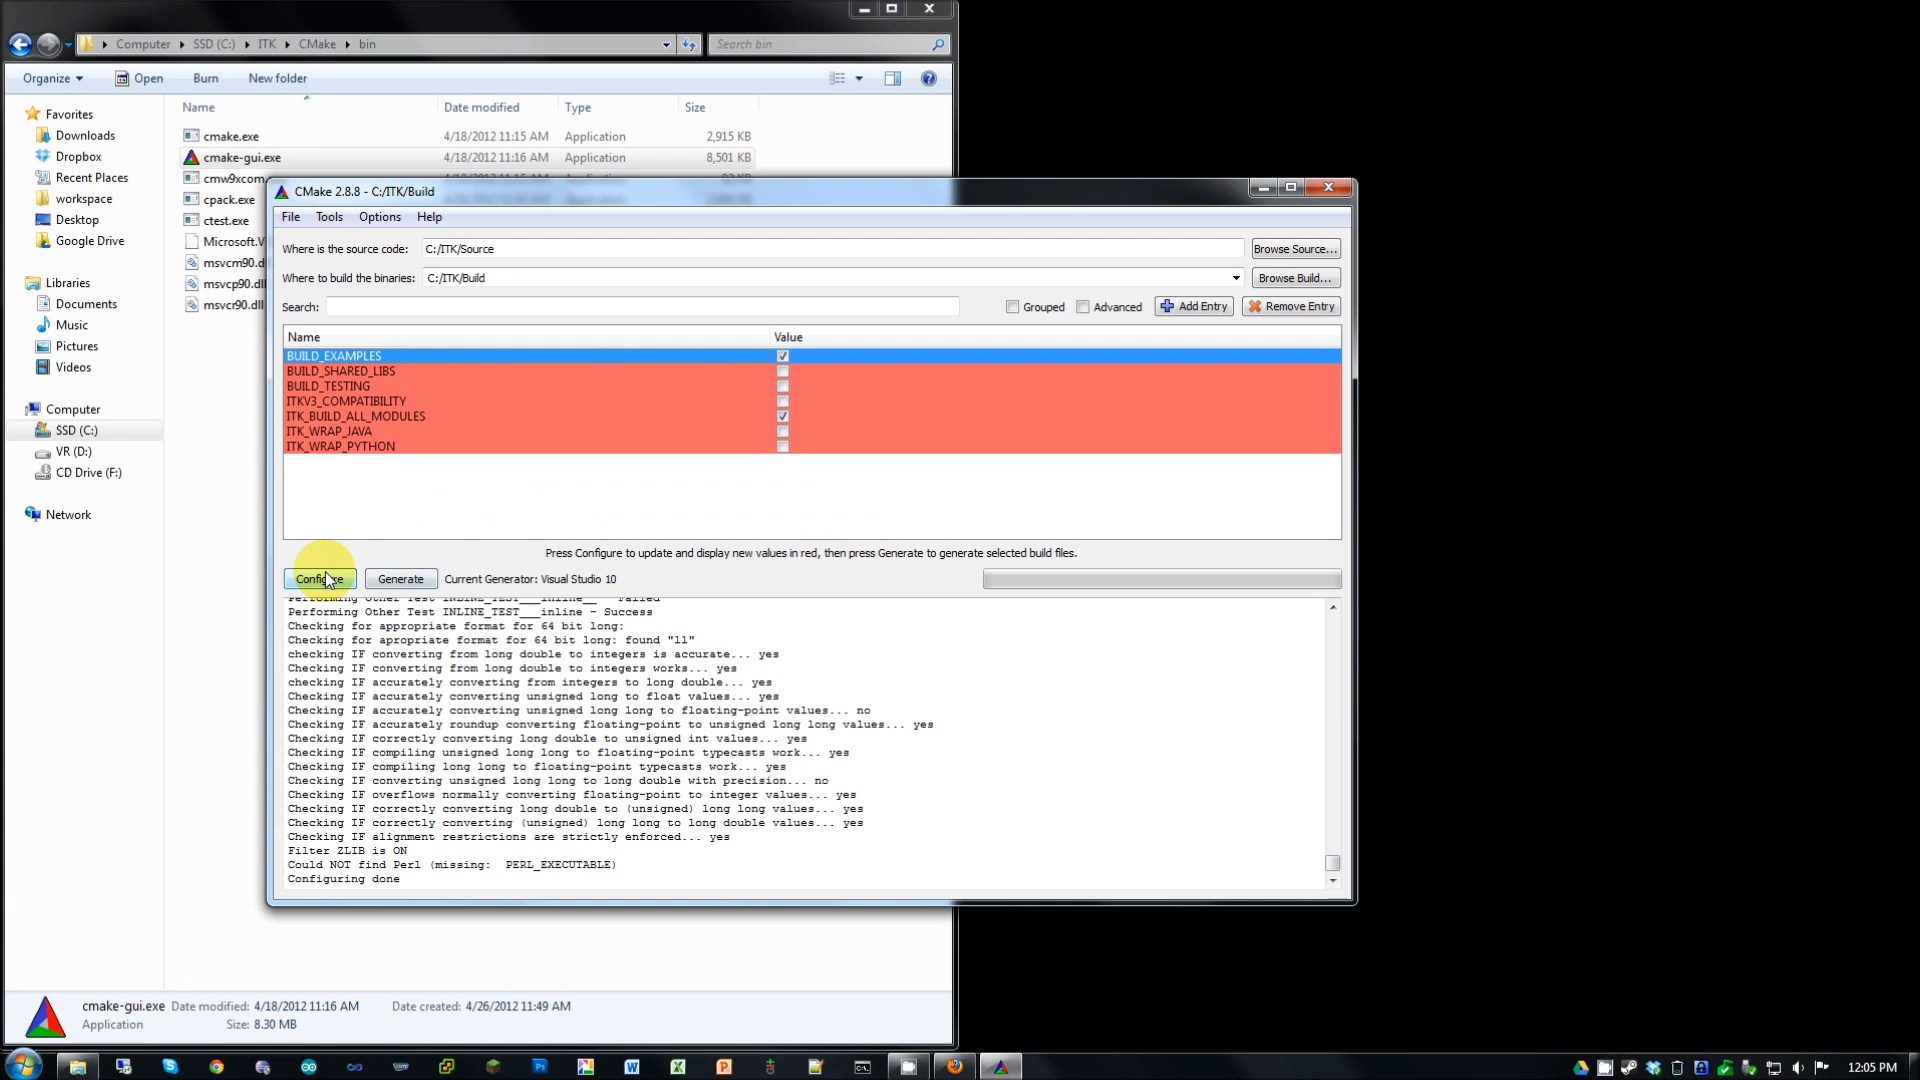 Computer SSD (C:) ITK CMake bin
Search bin
Organize Open Burn New folder
Name Date modified Type Size
Favorites
Downloads
Dropbox
Recent Places
workspace
Desktop
Google Drive
Libraries
Documents
Music
Pictures
Videos
Computer
SSD (C:)
VR (D:)
CD Drive (F:)
Network
cmake.exe 4/18/2012 11:15 AM Application 2,915 KB
cmake-gui.exe 4/18/2012 11:16 AM Application 8,501 KB
cmw9xcom.
cpack.exe
ctest.exe
Microsoft.V
msvcm90.d
msvcp90.dl
msvcr90.dll
CMake 2.8.8 - C:/ITK/Build
File Tools Options Help
Where is the source code: C:/ITK/Source Browse Source...
Where to build the binaries: C:/ITK/Build Browse Build...
Search: Grouped Advanced Add Entry Remove Entry
Name Value
BUILD_EXAMPLES
BUILD_SHARED_LIBS
BUILD_TESTING
ITKV3_COMPATIBILITY
ITK_BUILD_ALL_MODULES
ITK_WRAP_JAVA
ITK_WRAP_PYTHON
Press Configure to update and display new values in red, then press Generate to generate selected build files.
Configure Generate Current Generator: Visual Studio 10
Performing Other Test INLINE_TEST___inline__ - Failed
Performing Other Test INLINE_TEST___inline - Success
Checking for appropriate format for 64 bit long:
Checking for apropriate format for 64 bit long: found "ll"
checking IF converting from long double to integers is accurate... yes
Checking IF converting from long double to integers works... yes
checking IF accurately converting from integers to long double... yes
Checking IF accurately converting unsigned long to float values... yes
Checking IF accurately converting unsigned long long to floating-point values... no
Checking IF accurately roundup converting floating-point to unsigned long long values... yes
Checking IF correctly converting long double to unsigned int values... yes
Checking IF compiling unsigned long long to floating-point typecasts work... yes
Checking IF compiling long long to floating-point typecasts work... yes
Checking IF converting unsigned long long to long double with precision... no
Checking IF overflows normally converting floating-point to integer values... yes
Checking IF correctly converting long double to (unsigned) long long values... yes
Checking IF correctly converting (unsigned) long long to long double values... yes
Checking IF alignment restrictions are strictly enforced... yes
Filter ZLIB is ON
Could NOT find Perl (missing: PERL_EXECUTABLE)
Configuring done
cmake-gui.exe Date modified: 4/18/2012 11:16 AM Date created: 4/26/2012 11:49 AM
Application Size: 8.30 MB
12:05 PM